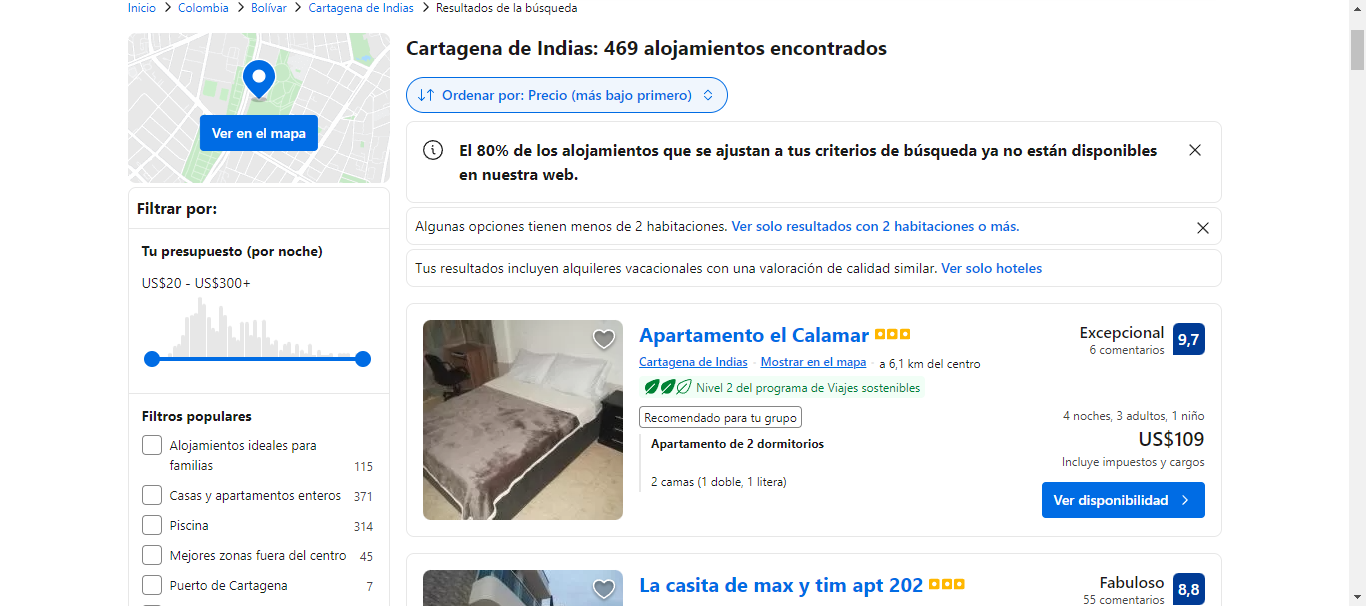 Inicio > Colombia > Bolívar > Cartagena de Indias > Resultados de la búsqueda
Ver en el mapa
Filtrar por:
Tu presupuesto (por noche)
US$20 - US$300+
Filtros populares
Alojamientos ideales para
familias 115
Casas y apartamentos enteros 371
Piscina 314
Mejores zonas fuera del centro 45
Puerto de Cartagena 7
Cartagena de Indias: 469 alojamientos encontrados
Ordenar por: Precio (más bajo primero)
El 80% de los alojamientos que se ajustan a tus criterios de búsqueda ya no están disponibles
en nuestra web.
Algunas opciones tienen menos de 2 habitaciones. Ver solo resultados con 2 habitaciones o más.
Tus resultados incluyen alquileres vacacionales con una valoración de calidad similar. Ver solo hoteles
Apartamento el Calamar
Cartagena de Indias · Mostrar en el mapa · a 6,1 km del centro
Nivel 2 del programa de Viajes sostenibles
Recomendado para tu grupo
Apartamento de 2 dormitorios
2 camas (1 doble, 1 litera)
Excepcional 9,7
6 comentarios
4 noches, 3 adultos, 1 niño
US$109
Incluye impuestos y cargos
Ver disponibilidad
La casita de max y tim apt 202
Fabuloso 8,8
55 comentarios